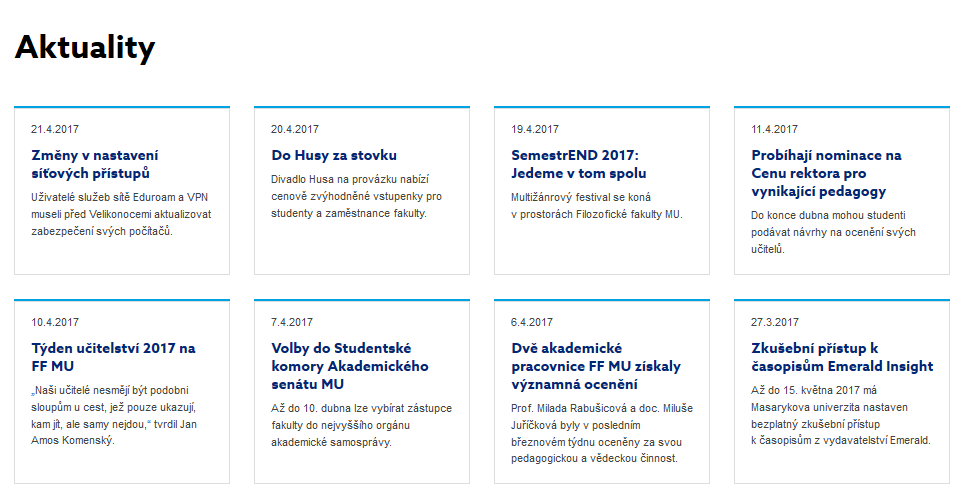 Aktuality
21.4.2017
Změny v nastavení
síťových přístupů
Uživatelé služeb sítě Eduroam a VPN
museli před Velikonocemi aktualizovat
zabezpečení svých počítačů.
20.4.2017
Do Husy za stovku
Divadlo Husa na provázku nabízí
cenově zvýhodněné vstupenky pro
studenty a zaměstnance fakulty.
19.4.2017
SemestrEND 2017:
Jedeme v tom spolu
Multižánrový festival se koná
v prostorách Filozofické fakulty MU.
11.4.2017
Probíhají nominace na
Cenu rektora pro
vynikající pedagogy
Do konce dubna mohou studenti
podávat návrhy na ocenění svých
učitelů.
10.4.2017
Týden učitelství 2017 na
FF MU
„Naši učitelé nesmějí být podobni
sloupům u cest, jež pouze ukazují,
kam jít, ale samy nejdou,“ tvrdil Jan
Amos Komenský.
7.4.2017
Volby do Studentské
komory Akademického
senátu MU
Až do 10. dubna lze vybírat zástupce
fakulty do nejvyššího orgánu
akademické samosprávy.
6.4.2017
Dvě akademické
pracovnice FF MU získaly
významná ocenění
Prof. Milada Rabušicová a doc. Miluše
Juříčková byly v posledním
březnovém týdnu oceněny za svou
pedagogickou a vědeckou činnost.
27.3.2017
Zkušební přístup k
časopisům Emerald Insight
Až do 15. května 2017 má
Masarykova univerzita nastaven
bezplatný zkušební přístup
k časopisům z vydavatelství Emerald.